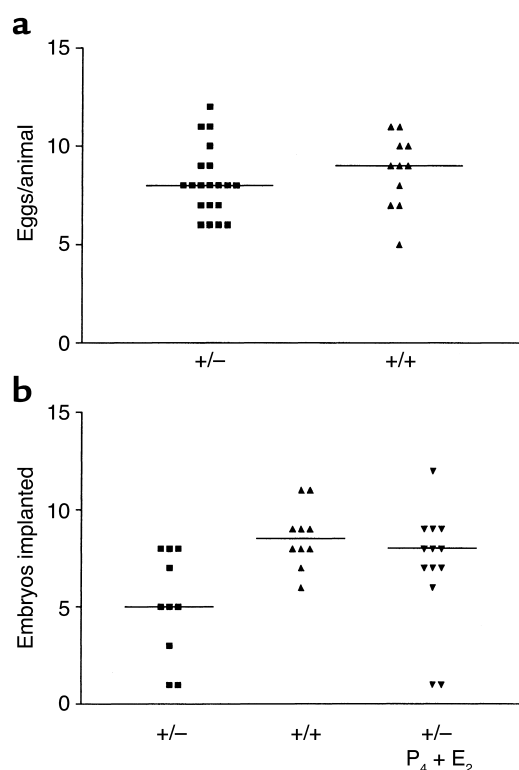 a
15
10
5
0
Eggs/animal
+/–
+/+
b
15
10
5
0
Embryos implanted
+/–
+/+
+/–
P₄ + E₂